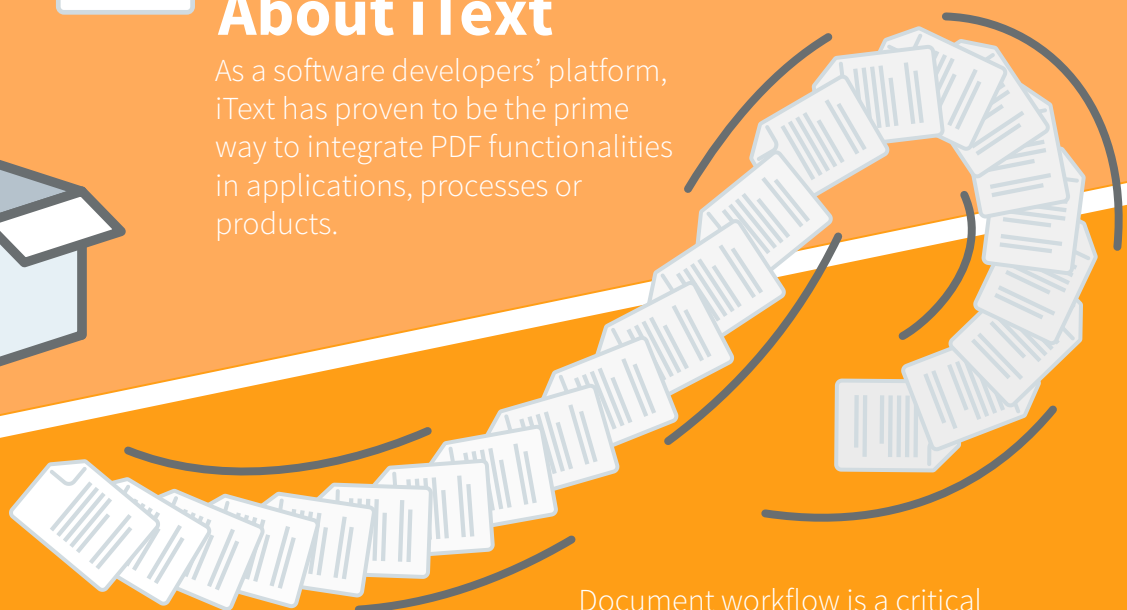 About iText
As a software developers’ platform,
iText has proven to be the prime
way to integrate PDF functionalities
in applications, processes or
products.
Document workflow is a critical